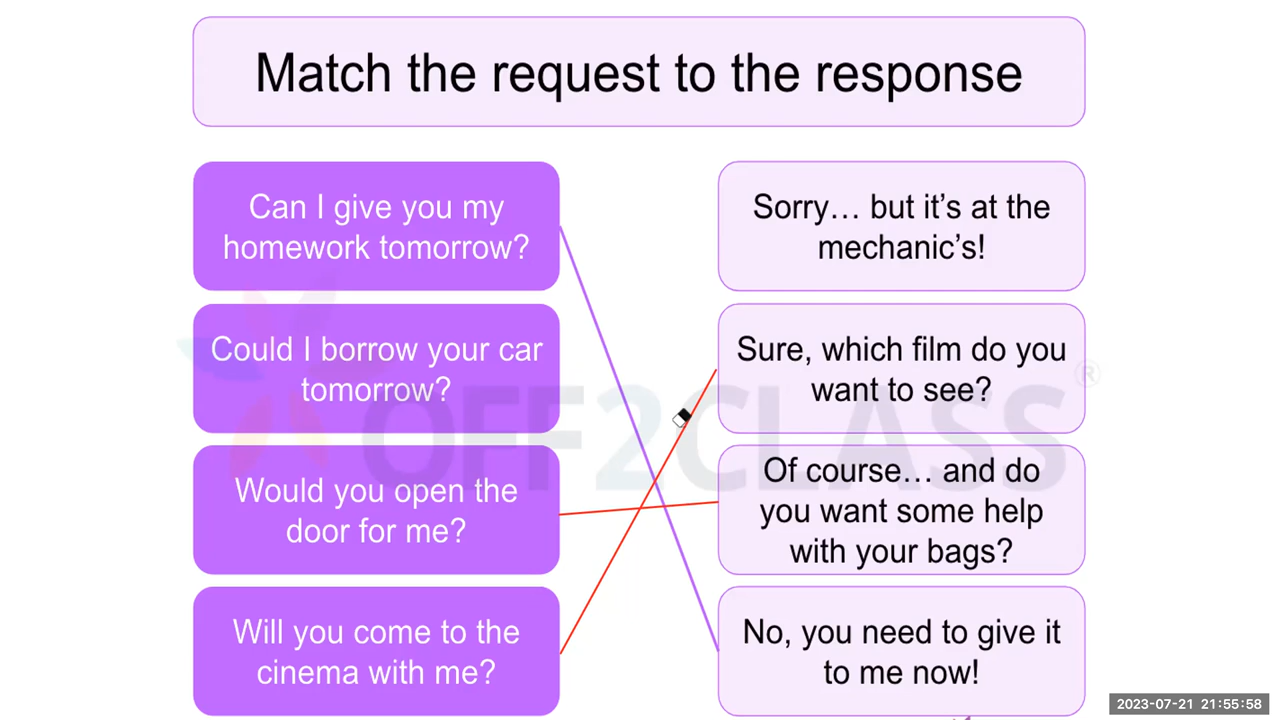 Match the request to the response
Can I give you my
homework tomorrow?
Sorry… but it’s at the
mechanic’s!
Could I borrow your car
tomorrow?
Sure, which film do you
want to see?
Would you open the
door for me?
Of course… and do
you want some help
with your bags?
Will you come to the
cinema with me?
No, you need to give it
to me now!
OFF2CLASS®
2023-07-21 21:55:58